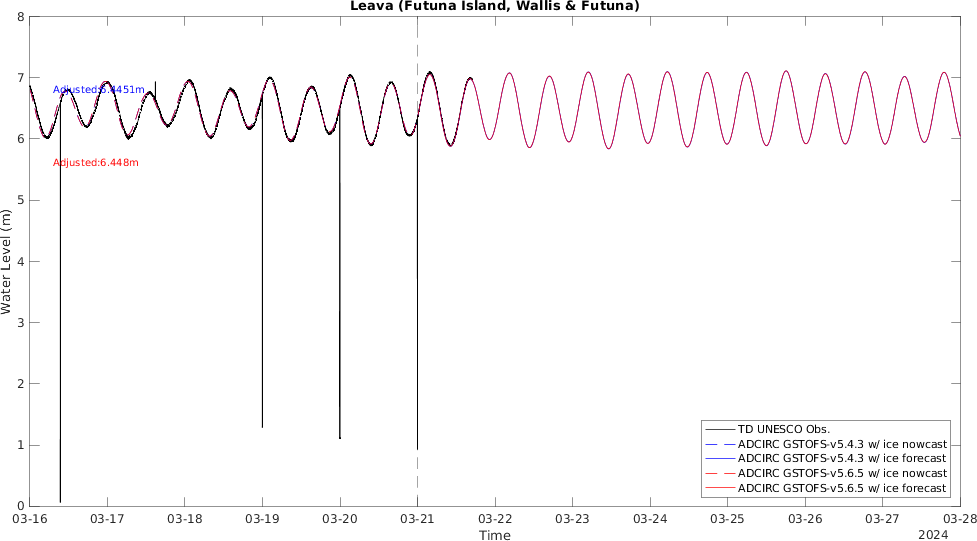 Leava (Futuna Island, Wallis & Futuna)
8
7
6
5
4
3
2
1
0
Water Level (m)
Adjusted:6.4451m
Adjusted:6.448m
TD UNESCO Obs.
ADCIRC GSTOFS-v5.4.3 w/ ice nowcast
ADCIRC GSTOFS-v5.4.3 w/ ice forecast
ADCIRC GSTOFS-v5.6.5 w/ ice nowcast
ADCIRC GSTOFS-v5.6.5 w/ ice forecast
03-16 03-17 03-18 03-19 03-20 03-21 03-22 03-23 03-24 03-25 03-26 03-27 03-28
Time
2024